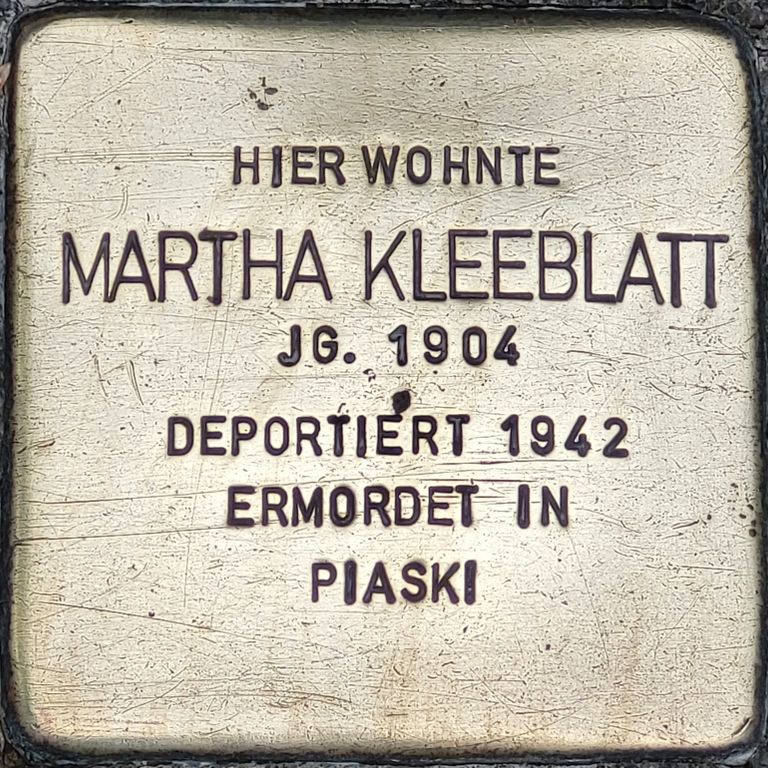 HIER WOHNTE
MARTHA KLEEBLATT
JG. 1904
DEPORTIERT 1942
ERMORDET IN
PIASKI